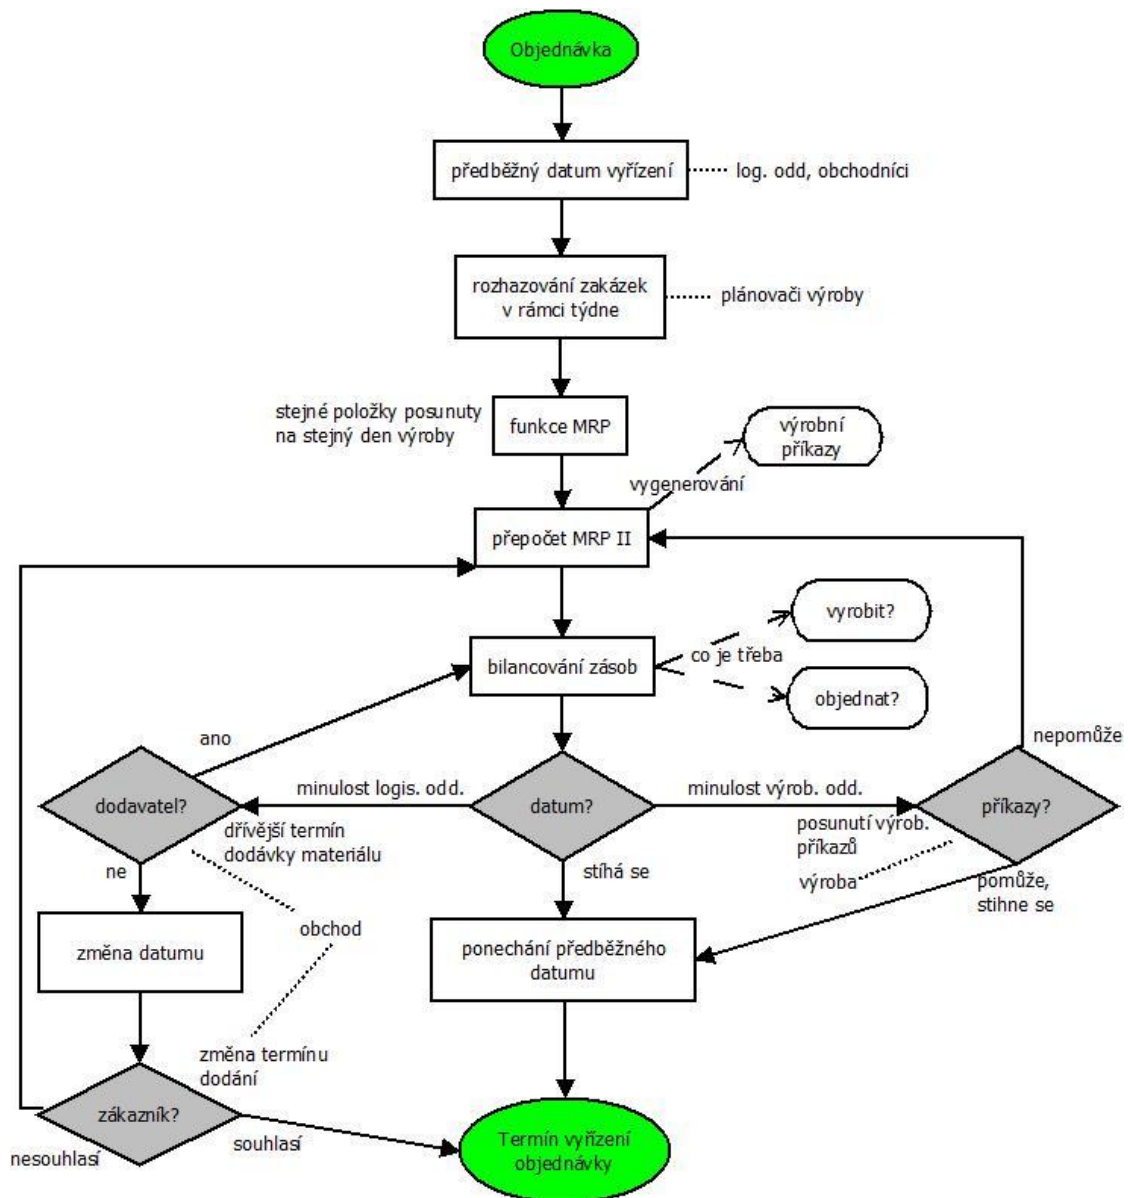 Objednávka
předběžný datum vyřízení
log. odd, obchodníci
rozhazování zakázek
v rámci týdne
plánovači výroby
stejné položky posunuty
na stejný den výroby
funkce MRP
výrobní
příkazy
vygenerování
přepočet MRP II
vyrobit?
co je třeba
bilancování zásob
objednat?
ano
nepomůže
minulost logis. odd.
minulost výrob. odd.
dodavatel?
datum?
příkazy?
dřívější termín
dodávky materiálu
posunutí výrob.
příkazů
ne
stíhá se
výroba
pomůže,
stihne se
obchod
změna datumu
ponechání předběžného
datumu
změna termínu
dodání
zákazník?
nesouhlasí
souhlasí
Termín vyřízení
objednávky